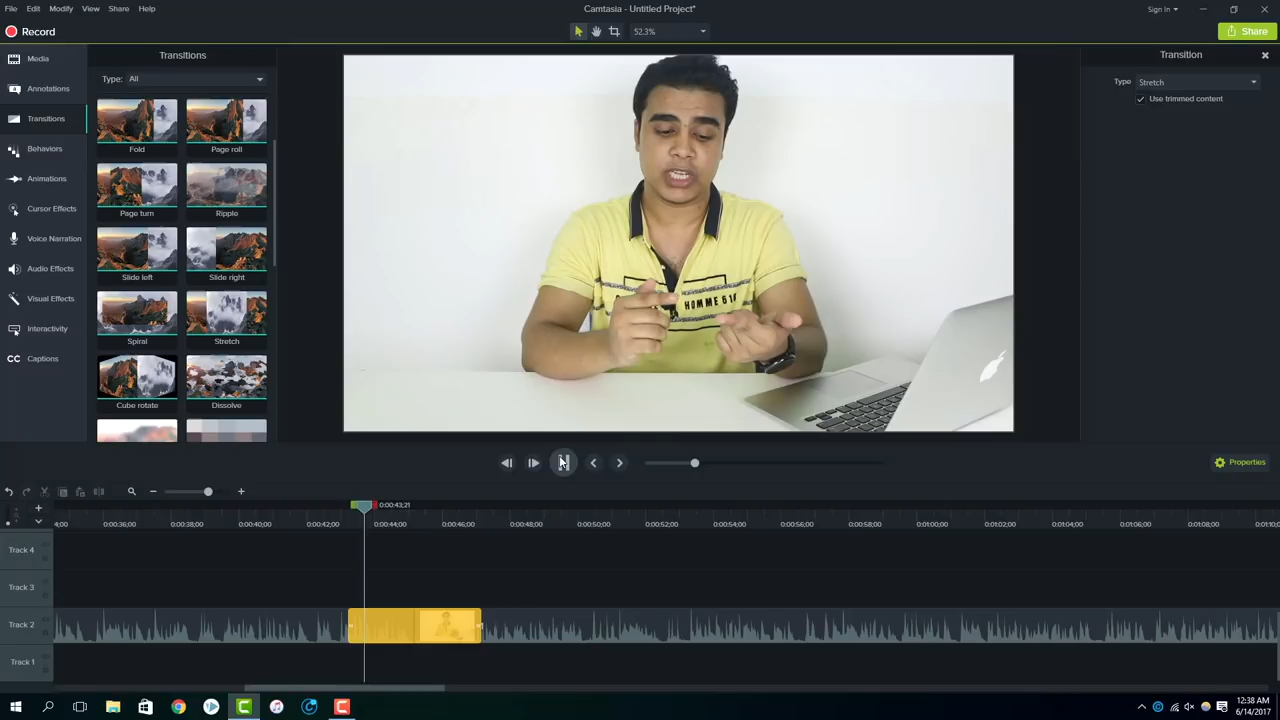 File Edit Modify View Share Help
Camtasia - Untitled Project*
Sign In
Record
52.3%
Share
Media
Annotations
Transitions
Behaviors
Animations
Cursor Effects
Voice Narration
Audio Effects
Visual Effects
Interactivity
CC Captions
Transitions
Type: All
Fold Page roll
Page turn Ripple
Slide left Slide right
Spiral Stretch
Cube rotate Dissolve
HOMME 61
Transition
Type Stretch
Use trimmed content
Properties
0:00:43;21
4;00 0:00:36;00 0:00:38;00 0:00:40;00 0:00:42;00 0:00:44;00 0:00:46;00 0:00:48;00 0:00:50;00 0:00:52;00 0:00:54;00 0:00:56;00 0:00:58;00 0:01:00;00 0:01:02;00 0:01:04;00 0:01:06;00 0:01:08;00 0:01:10;0
Track 4
Track 3
Track 2
Track 1
12:38 AM
6/14/2017